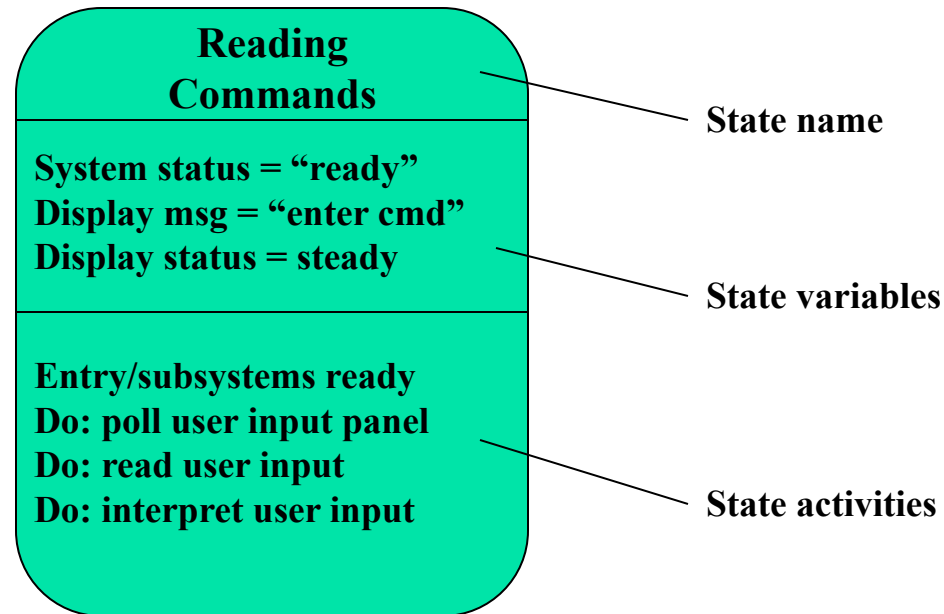 Reading
Commands
State name
System status = “ready”
Display msg = “enter cmd”
Display status = steady
State variables
Entry/subsystems ready
Do: poll user input panel
Do: read user input
Do: interpret user input
State activities